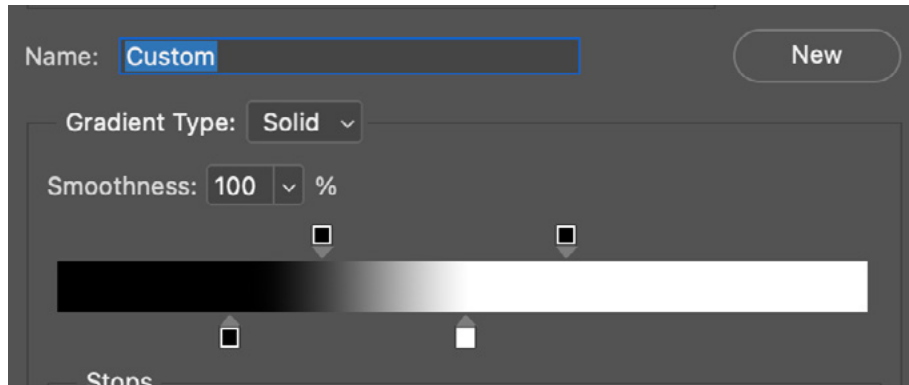 Name: Custom New
Gradient Type: Solid
Smoothness: 100 %
Stops